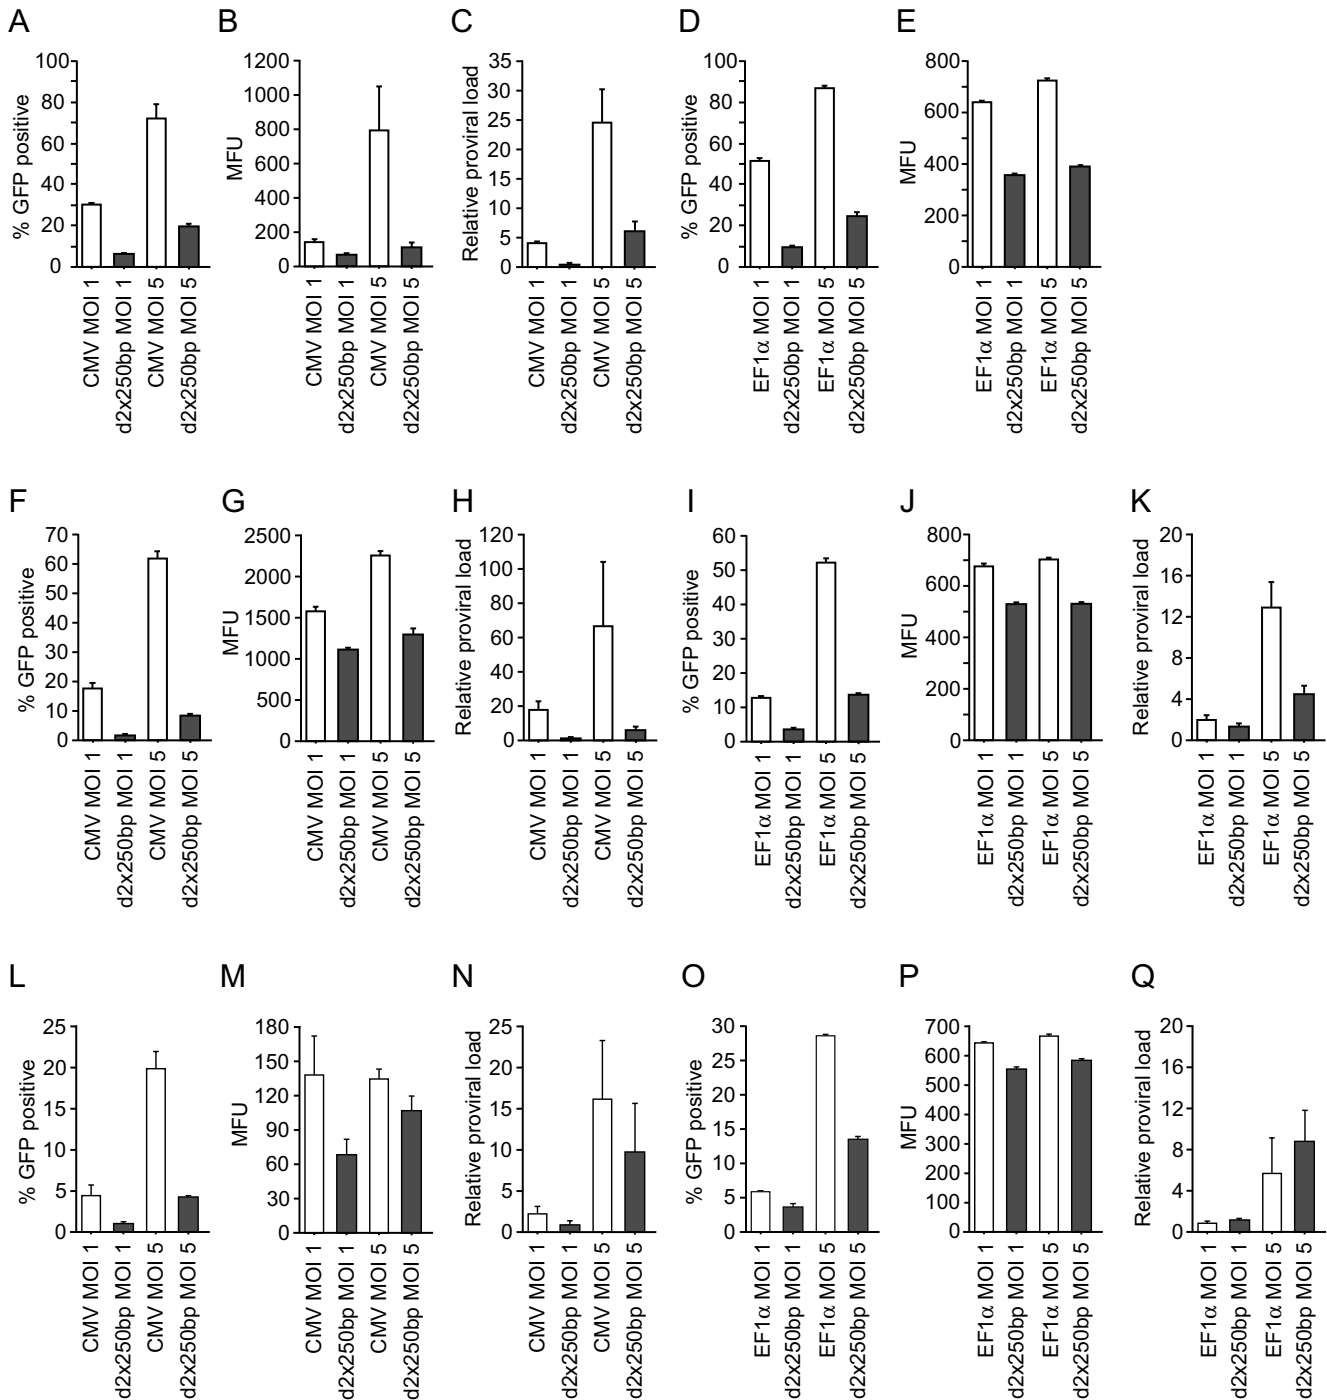 A
B
C
D
E
% GFP positive
100
80
60
40
20
0
CMV MOI 1
d2x250bp MOI 1
CMV MOI 5
d2x250bp MOI 5
MFU
1200
1000
800
600
400
200
0
CMV MOI 1
d2x250bp MOI 1
CMV MOI 5
d2x250bp MOI 5
Relative proviral load
35
30
25
20
15
10
5
0
CMV MOI 1
d2x250bp MOI 1
CMV MOI 5
d2x250bp MOI 5
% GFP positive
100
80
60
40
20
0
EF1α MOI 1
d2x250bp MOI 1
EF1α MOI 5
d2x250bp MOI 5
MFU
800
600
400
200
0
EF1α MOI 1
d2x250bp MOI 1
EF1α MOI 5
d2x250bp MOI 5
F
G
H
I
J
K
% GFP positive
70
60
50
40
30
20
10
0
CMV MOI 1
d2x250bp MOI 1
CMV MOI 5
d2x250bp MOI 5
MFU
2500
2000
1500
1000
500
0
CMV MOI 1
d2x250bp MOI 1
CMV MOI 5
d2x250bp MOI 5
Relative proviral load
120
100
80
60
40
20
0
CMV MOI 1
d2x250bp MOI 1
CMV MOI 5
d2x250bp MOI 5
% GFP positive
60
50
40
30
20
10
0
EF1α MOI 1
d2x250bp MOI 1
EF1α MOI 5
d2x250bp MOI 5
MFU
800
600
400
200
0
EF1α MOI 1
d2x250bp MOI 1
EF1α MOI 5
d2x250bp MOI 5
Relative proviral load
20
16
12
8
4
0
EF1α MOI 1
d2x250bp MOI 1
EF1α MOI 5
d2x250bp MOI 5
L
M
N
O
P
Q
% GFP positive
25
20
15
10
5
0
CMV MOI 1
d2x250bp MOI 1
CMV MOI 5
d2x250bp MOI 5
MFU
180
150
120
90
60
30
0
CMV MOI 1
d2x250bp MOI 1
CMV MOI 5
d2x250bp MOI 5
Relative proviral load
25
20
15
10
5
0
CMV MOI 1
d2x250bp MOI 1
CMV MOI 5
d2x250bp MOI 5
% GFP positive
30
25
20
15
10
5
0
EF1α MOI 1
d2x250bp MOI 1
EF1α MOI 5
d2x250bp MOI 5
MFU
700
600
500
400
300
200
100
0
EF1α MOI 1
d2x250bp MOI 1
EF1α MOI 5
d2x250bp MOI 5
Relative proviral load
20
16
12
8
4
0
EF1α MOI 1
d2x250bp MOI 1
EF1α MOI 5
d2x250bp MOI 5